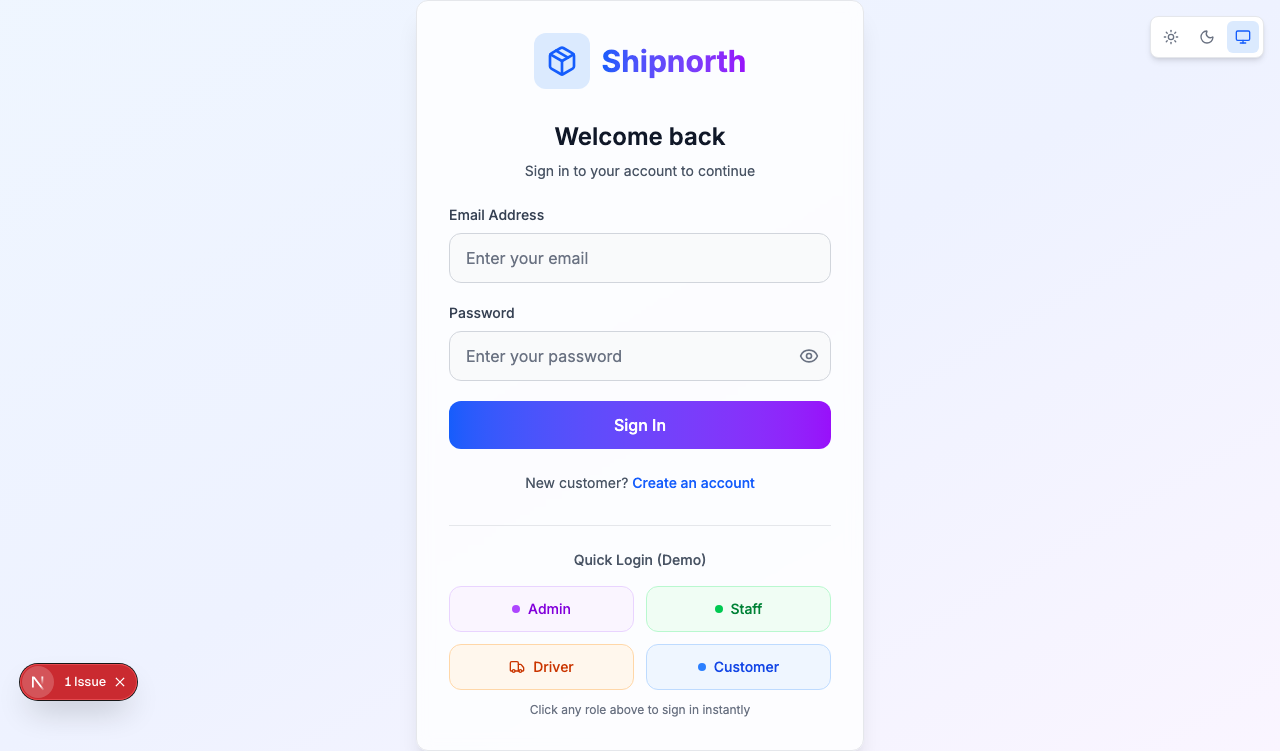 Shipnorth
Welcome back
Sign in to your account to continue
Email Address
Enter your email
Password
Enter your password
Sign In
New customer? Create an account
Quick Login (Demo)
Admin
Staff
Driver
Customer
Click any role above to sign in instantly
N 1 Issue